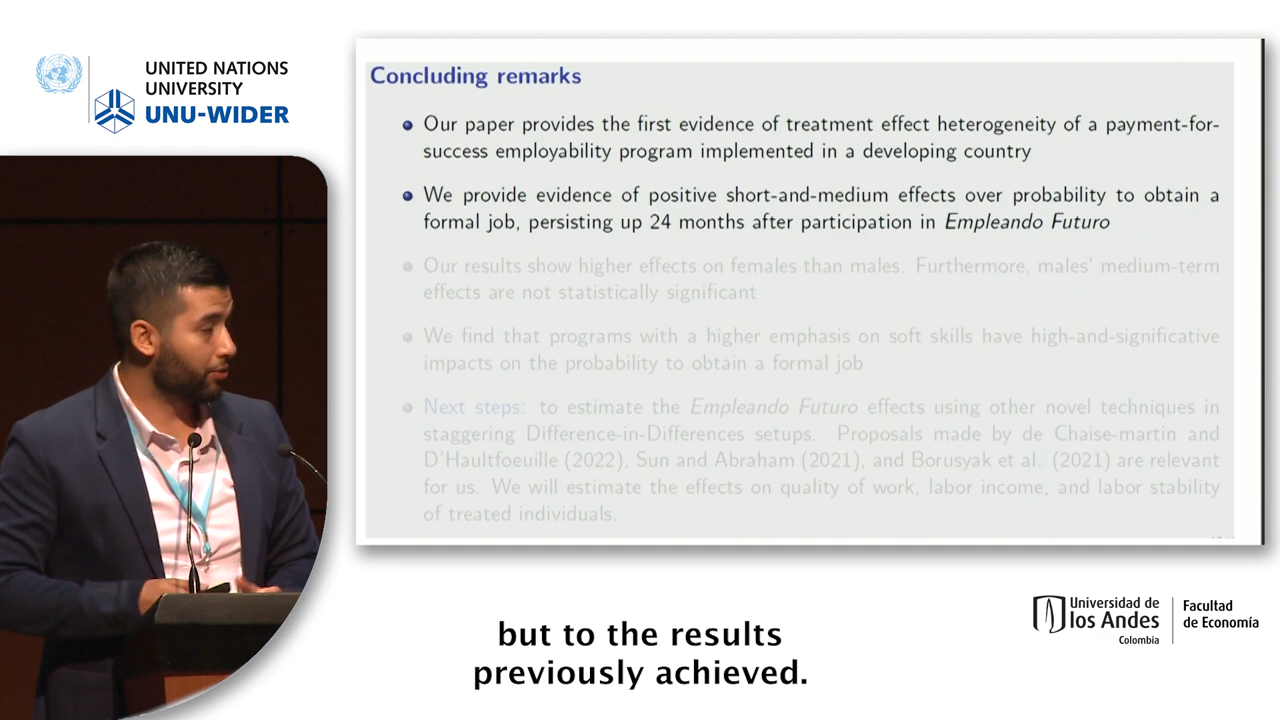 UNITED NATIONS
UNIVERSITY
UNU-WIDER
Concluding remarks
Our paper provides the first evidence of treatment effect heterogeneity of a payment-for-
success employability program implemented in a developing country
We provide evidence of positive short-and-medium effects over probability to obtain a
formal job, persisting up 24 months after participation in Empleando Futuro
Our results show higher effects on females than males. Furthermore, males' medium-term
effects are not statistically significant
We find that programs with a higher emphasis on soft skills have high-and-significative
impacts on the probability to obtain a formal job
Next steps: to estimate the Empleando Futuro effects using other novel techniques in
staggering Difference-in-Differences setups. Proposals made by de Chaise-martin and
D'Haultfoeuille (2022), Sun and Abraham (2021), and Borusyak et al. (2021) are relevant
for us. We will estimate the effects on quality of work, labor income, and labor stability
of treated individuals.
but to the results
previously achieved.
Universidad de
los Andes
Colombia
Facultad
de Economía